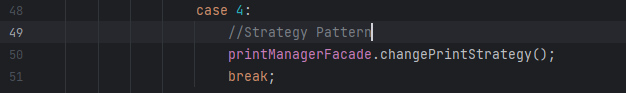 48 case 4:
49 //Strategy Pattern
50 printManagerFacade.changePrintStrategy();
51 break;